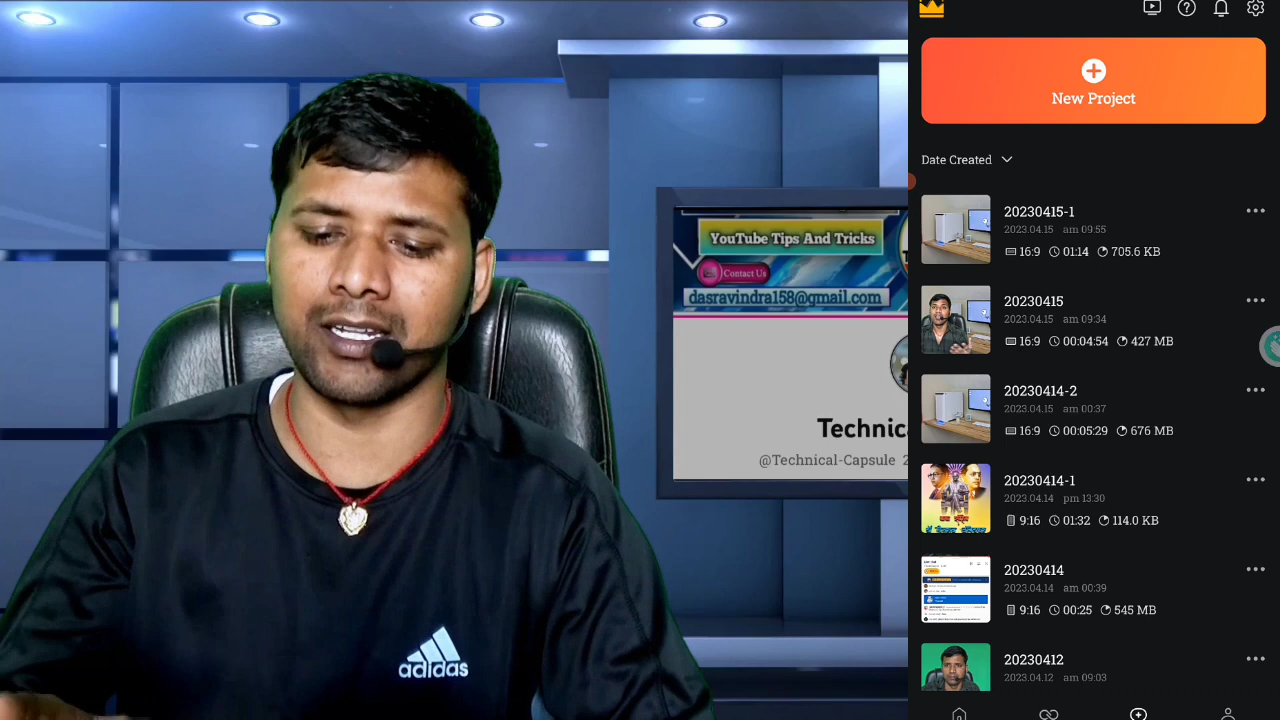 YouTube Tips And Tricks
Contact Us
dasravindra158@gmail.com
@Technical-Capsule 2
adidas
New Project
Date Created
20230415-1
2023.04.15 am 09:55
16:9 01:14 705.6 KB
20230415
2023.04.15 am 09:34
16:9 00:04:54 427 MB
20230414-2
2023.04.15 am 00:37
16:9 00:05:29 676 MB
20230414-1
2023.04.14 pm 13:30
9:16 01:32 114.0 KB
20230414
2023.04.14 am 00:39
9:16 00:25 545 MB
20230412
2023.04.12 am 09:03